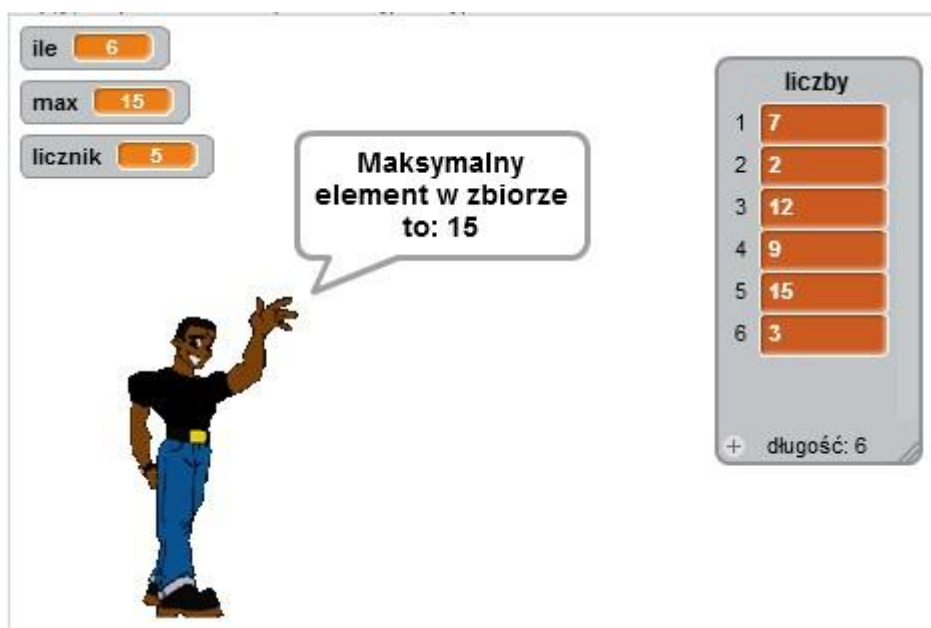 ile 6
max 15
licznik 5
Maksymalny
element w zbiorze
to: 15
liczby
1 7
2 2
3 12
4 9
5 15
6 3
+ długość: 6